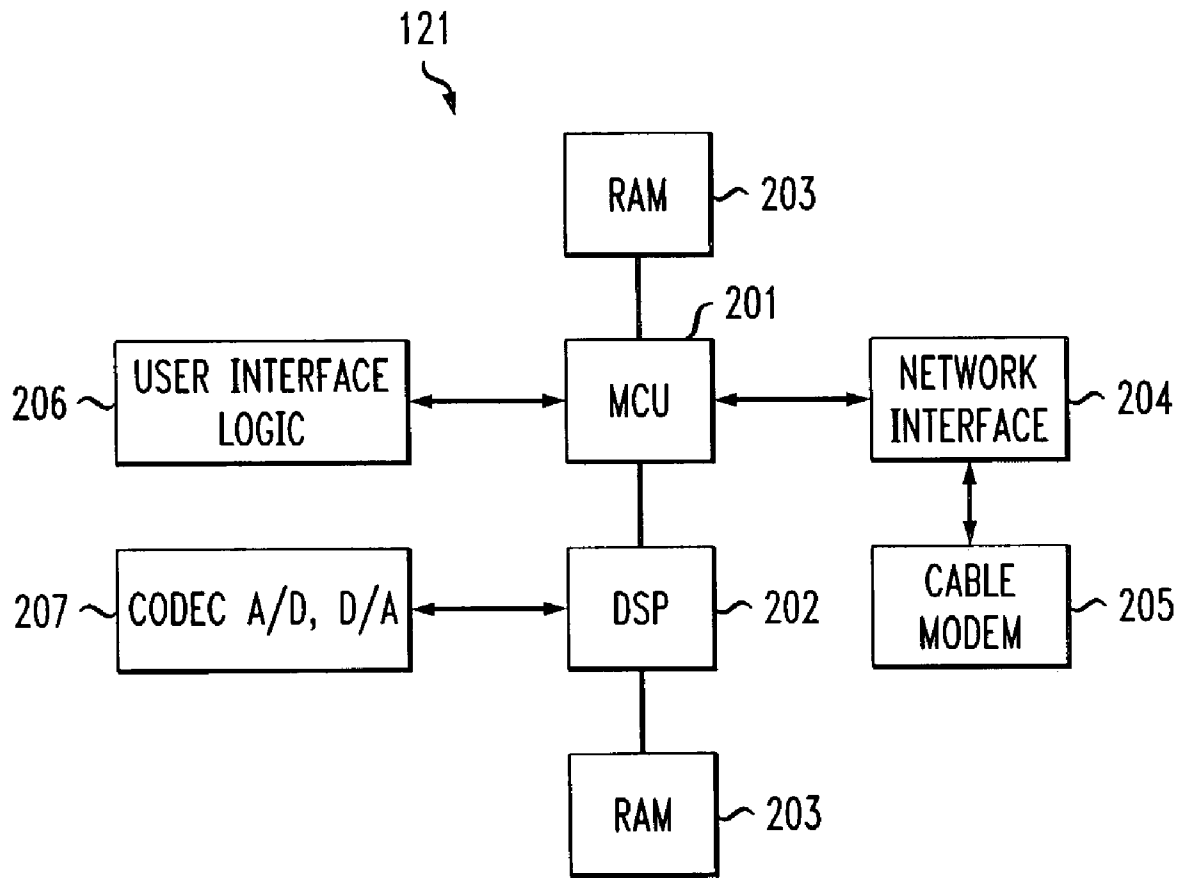 121
RAM
203
201
USER INTERFACE
LOGIC
206
MCU
NETWORK
INTERFACE
204
207
CODEC A/D, D/A
DSP
202
CABLE
MODEM
205
RAM
203